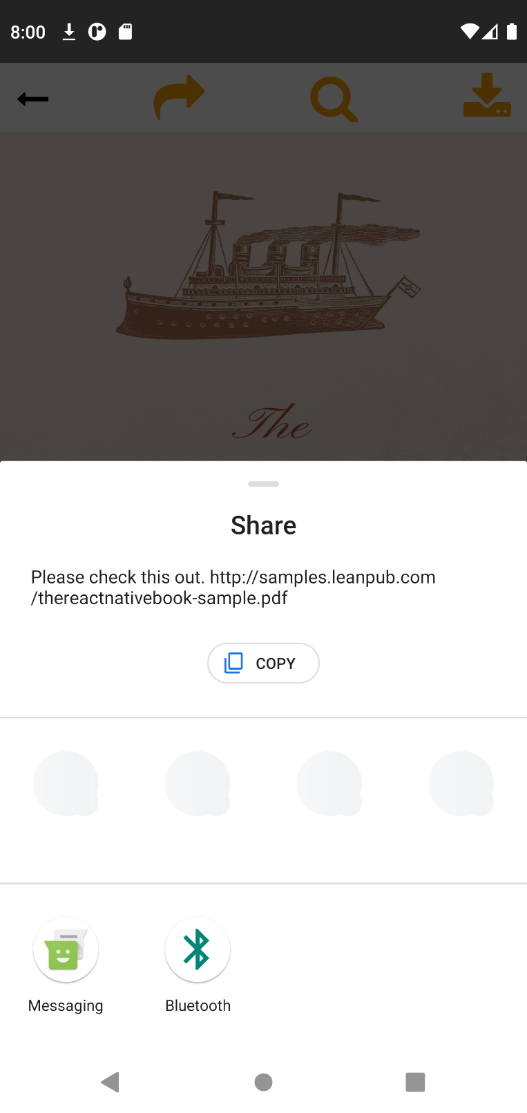 8:00
The
Share
Please check this out. http://samples.leanpub.com
/thereactnativebook-sample.pdf
COPY
Messaging
Bluetooth